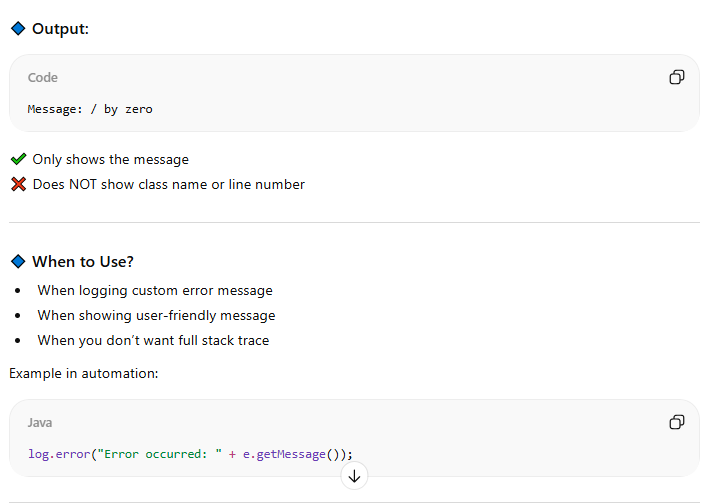 Output:
Code
Message: / by zero
Only shows the message
Does NOT show class name or line number
When to Use?
When logging custom error message
When showing user-friendly message
When you don’t want full stack trace
Example in automation:
Java
log.error("Error occurred: " + e.getMessage());